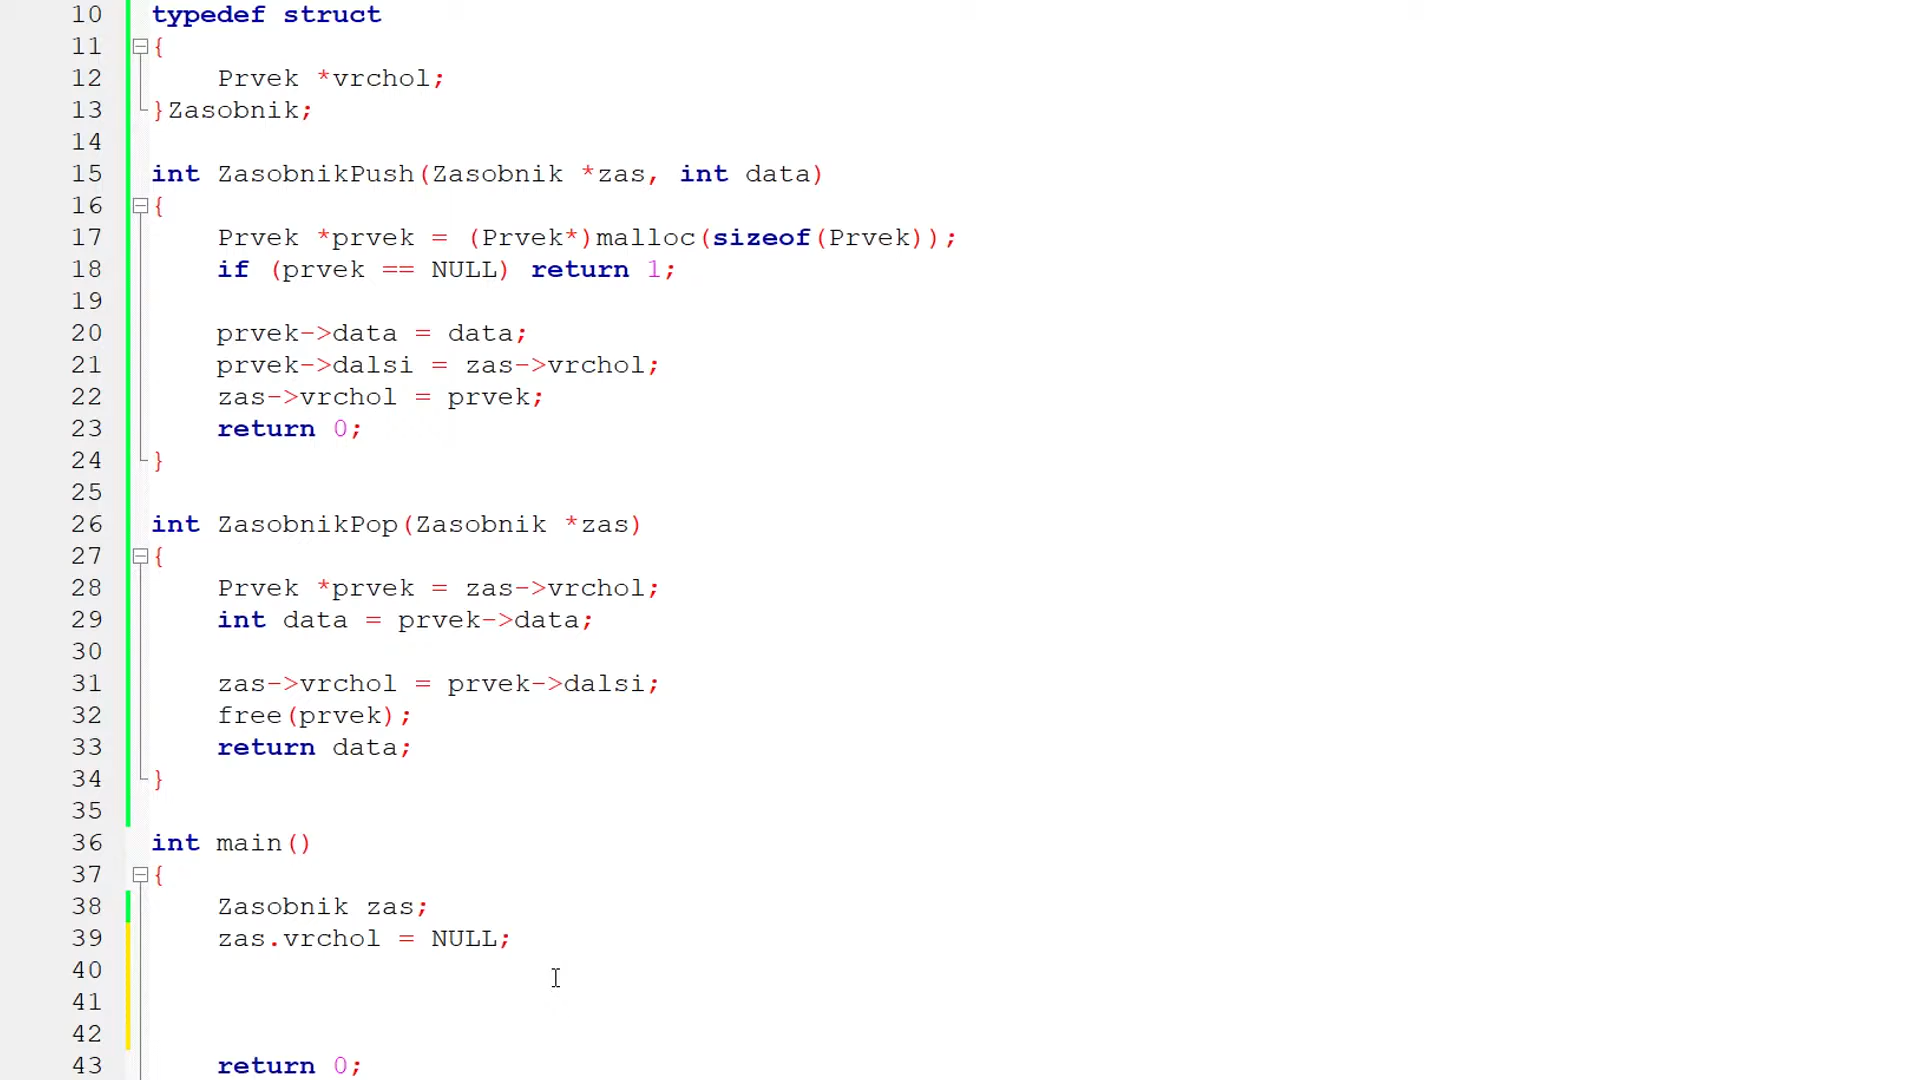 10 typedef struct
11 {
12     Prvek *vrchol;
13 }Zasobnik;
14
15 int ZasobnikPush(Zasobnik *zas, int data)
16 {
17     Prvek *prvek = (Prvek*)malloc(sizeof(Prvek));
18     if (prvek == NULL) return 1;
19
20     prvek->data = data;
21     prvek->dalsi = zas->vrchol;
22     zas->vrchol = prvek;
23     return 0;
24 }
25
26 int ZasobnikPop(Zasobnik *zas)
27 {
28     Prvek *prvek = zas->vrchol;
29     int data = prvek->data;
30
31     zas->vrchol = prvek->dalsi;
32     free(prvek);
33     return data;
34 }
35
36 int main()
37 {
38     Zasobnik zas;
39     zas.vrchol = NULL;
40
41
42
43     return 0;